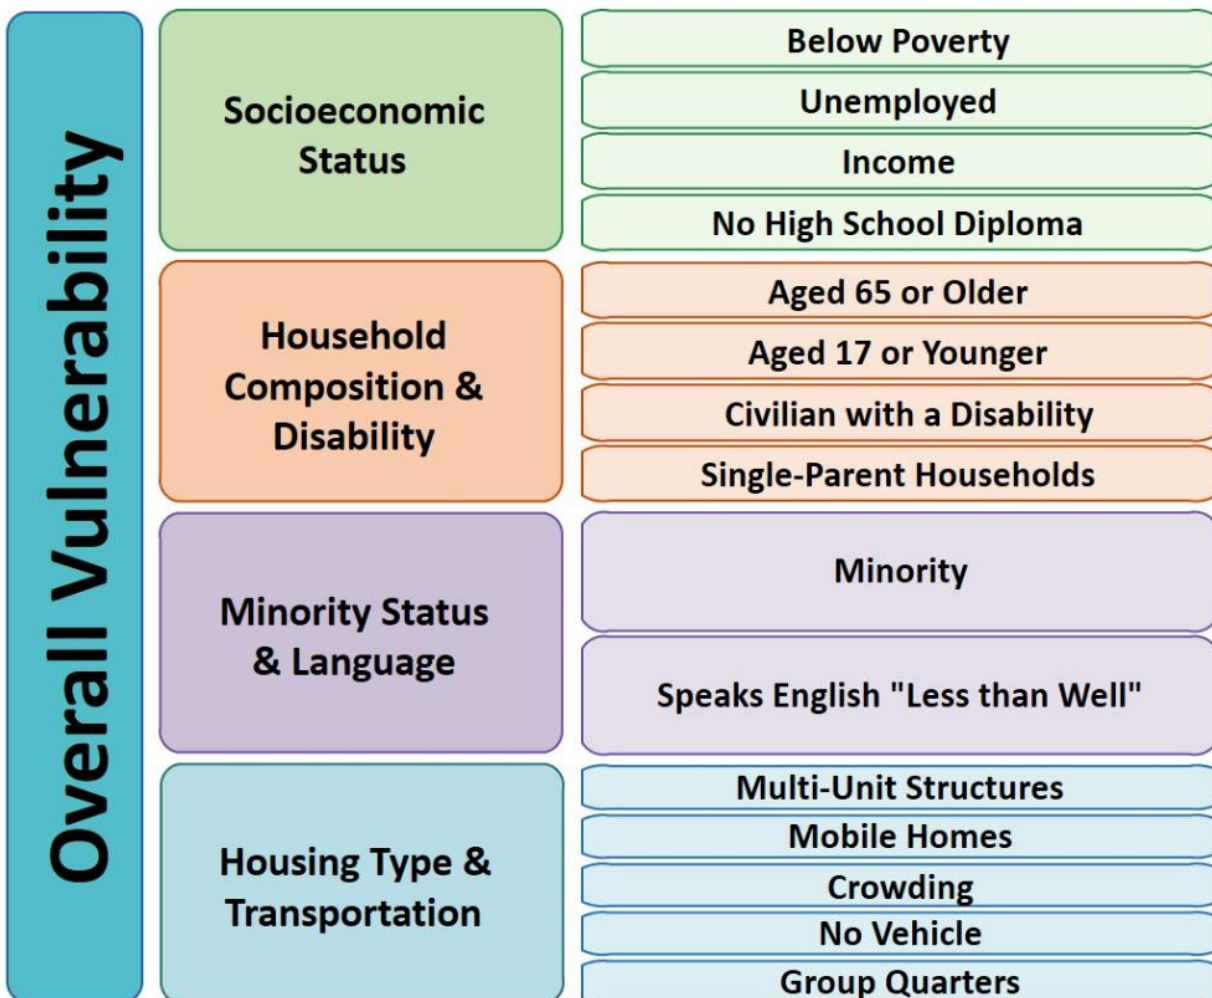 Overall Vulnerability
Socioeconomic
Status
Below Poverty
Unemployed
Income
No High School Diploma
Household
Composition &
Disability
Aged 65 or Older
Aged 17 or Younger
Civilian with a Disability
Single-Parent Households
Minority Status
& Language
Minority
Speaks English "Less than Well"
Housing Type &
Transportation
Multi-Unit Structures
Mobile Homes
Crowding
No Vehicle
Group Quarters